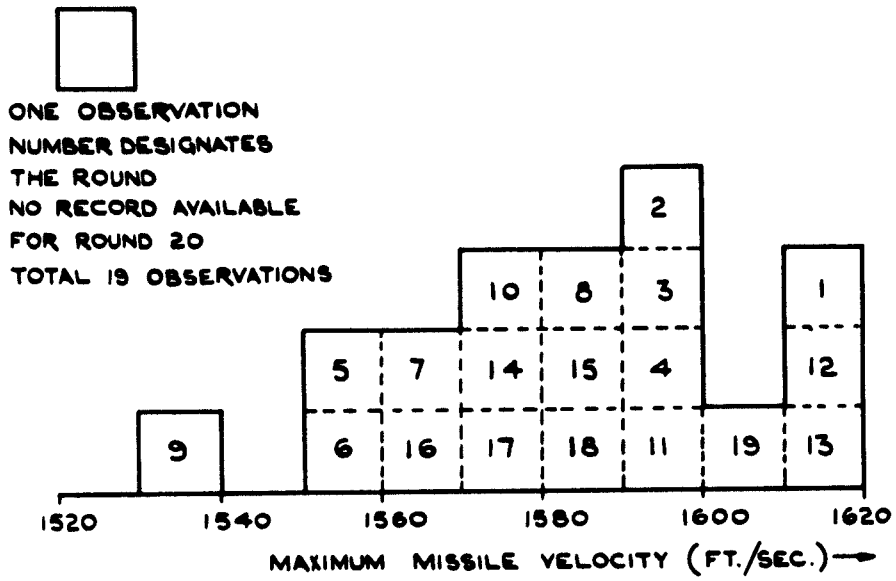 ONE OBSERVATION
NUMBER DESIGNATES
THE ROUND
NO RECORD AVAILABLE
FOR ROUND 20
TOTAL 19 OBSERVATIONS
2
10 8 3 1
5 7 14 15 4 12
9 6 16 17 18 11 19 13
1520 1540 1560 1580 1600 1620
MAXIMUM MISSILE VELOCITY (FT./SEC.)